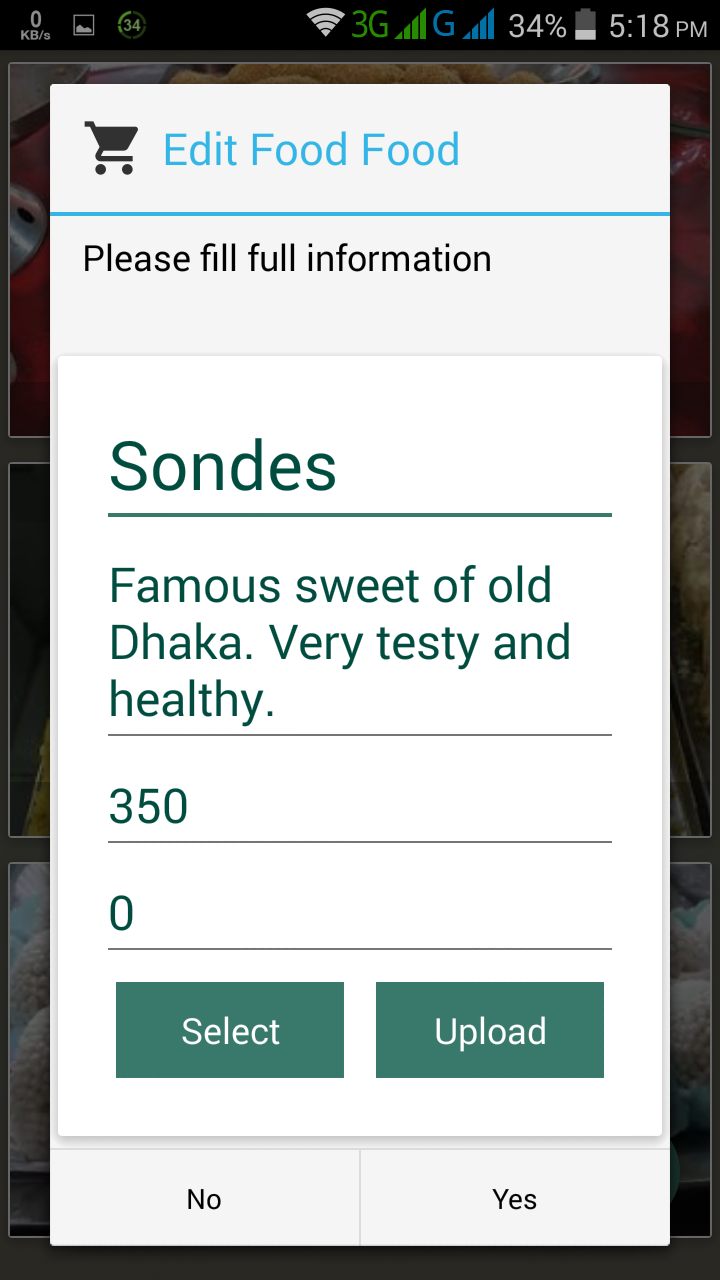 0
KB/s
34
3G
G
34%
5:18 PM
Edit Food Food
Please fill full information
Sondes
Famous sweet of old
Dhaka. Very testy and
healthy.
350
0
Select
Upload
No
Yes